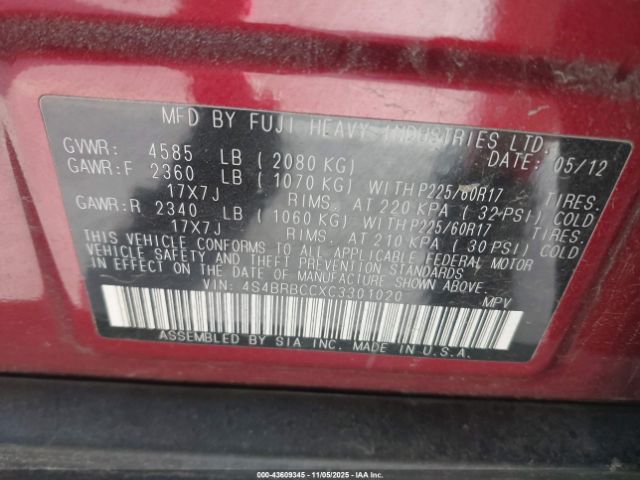 MFD BY FUJI HEAVY INDUSTRIES LTD.
GVWR: 4585 LB (2080 KG) DATE: 05/12
GAWR:F 2360 LB (1070 KG) WITH P225/60R17 TIRES.
17X7J RIMS. AT 220 KPA (32 PSI) COLD
GAWR:R 2340 LB (1060 KG) WITH P225/60R17 TIRES.
17X7J RIMS. AT 210 KPA (30 PSI) COLD
THIS VEHICLE CONFORMS TO ALL APPLICABLE FEDERAL MOTOR
VEHICLE SAFETY AND THEFT PREVENTION STANDARDS IN EFFECT
ON THE DATE OF MANUFACTURE SHOWN ABOVE.
VIN: 4S4BRBCCXC3301020 MPV
ASSEMBLED BY SIA INC. MADE IN U.S.A.
© 43609345 - 11/05/2025 - IAA, Inc.